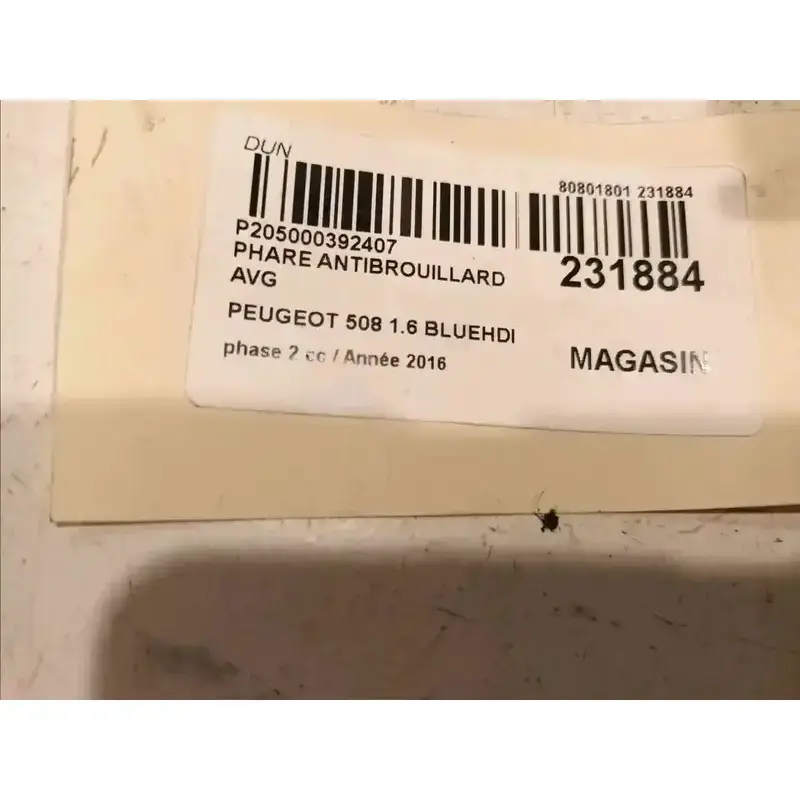 DUN
80801801 231884
P205000392407
231884
PHARE ANTIBROUILLARD
AVG
PEUGEOT 508 1.6 BLUEHDI
phase 2 cc / Année 2016
MAGASIN